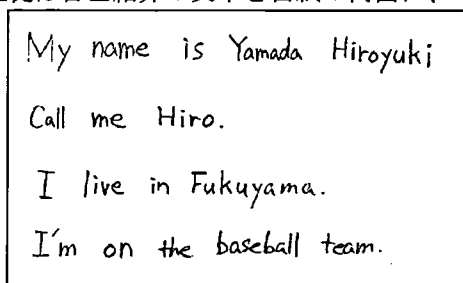 My name is Yamada Hiroyuki
Call me Hiro.
I live in Fukuyama.
I'm on the baseball team.